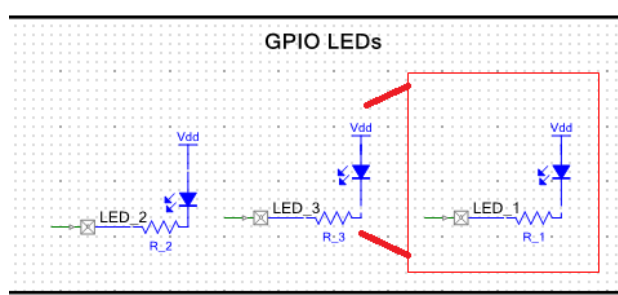 GPIO LEDs
Vdd
LED_2
R_2
Vdd
LED_3
R_3
Vdd
LED_1
R_1